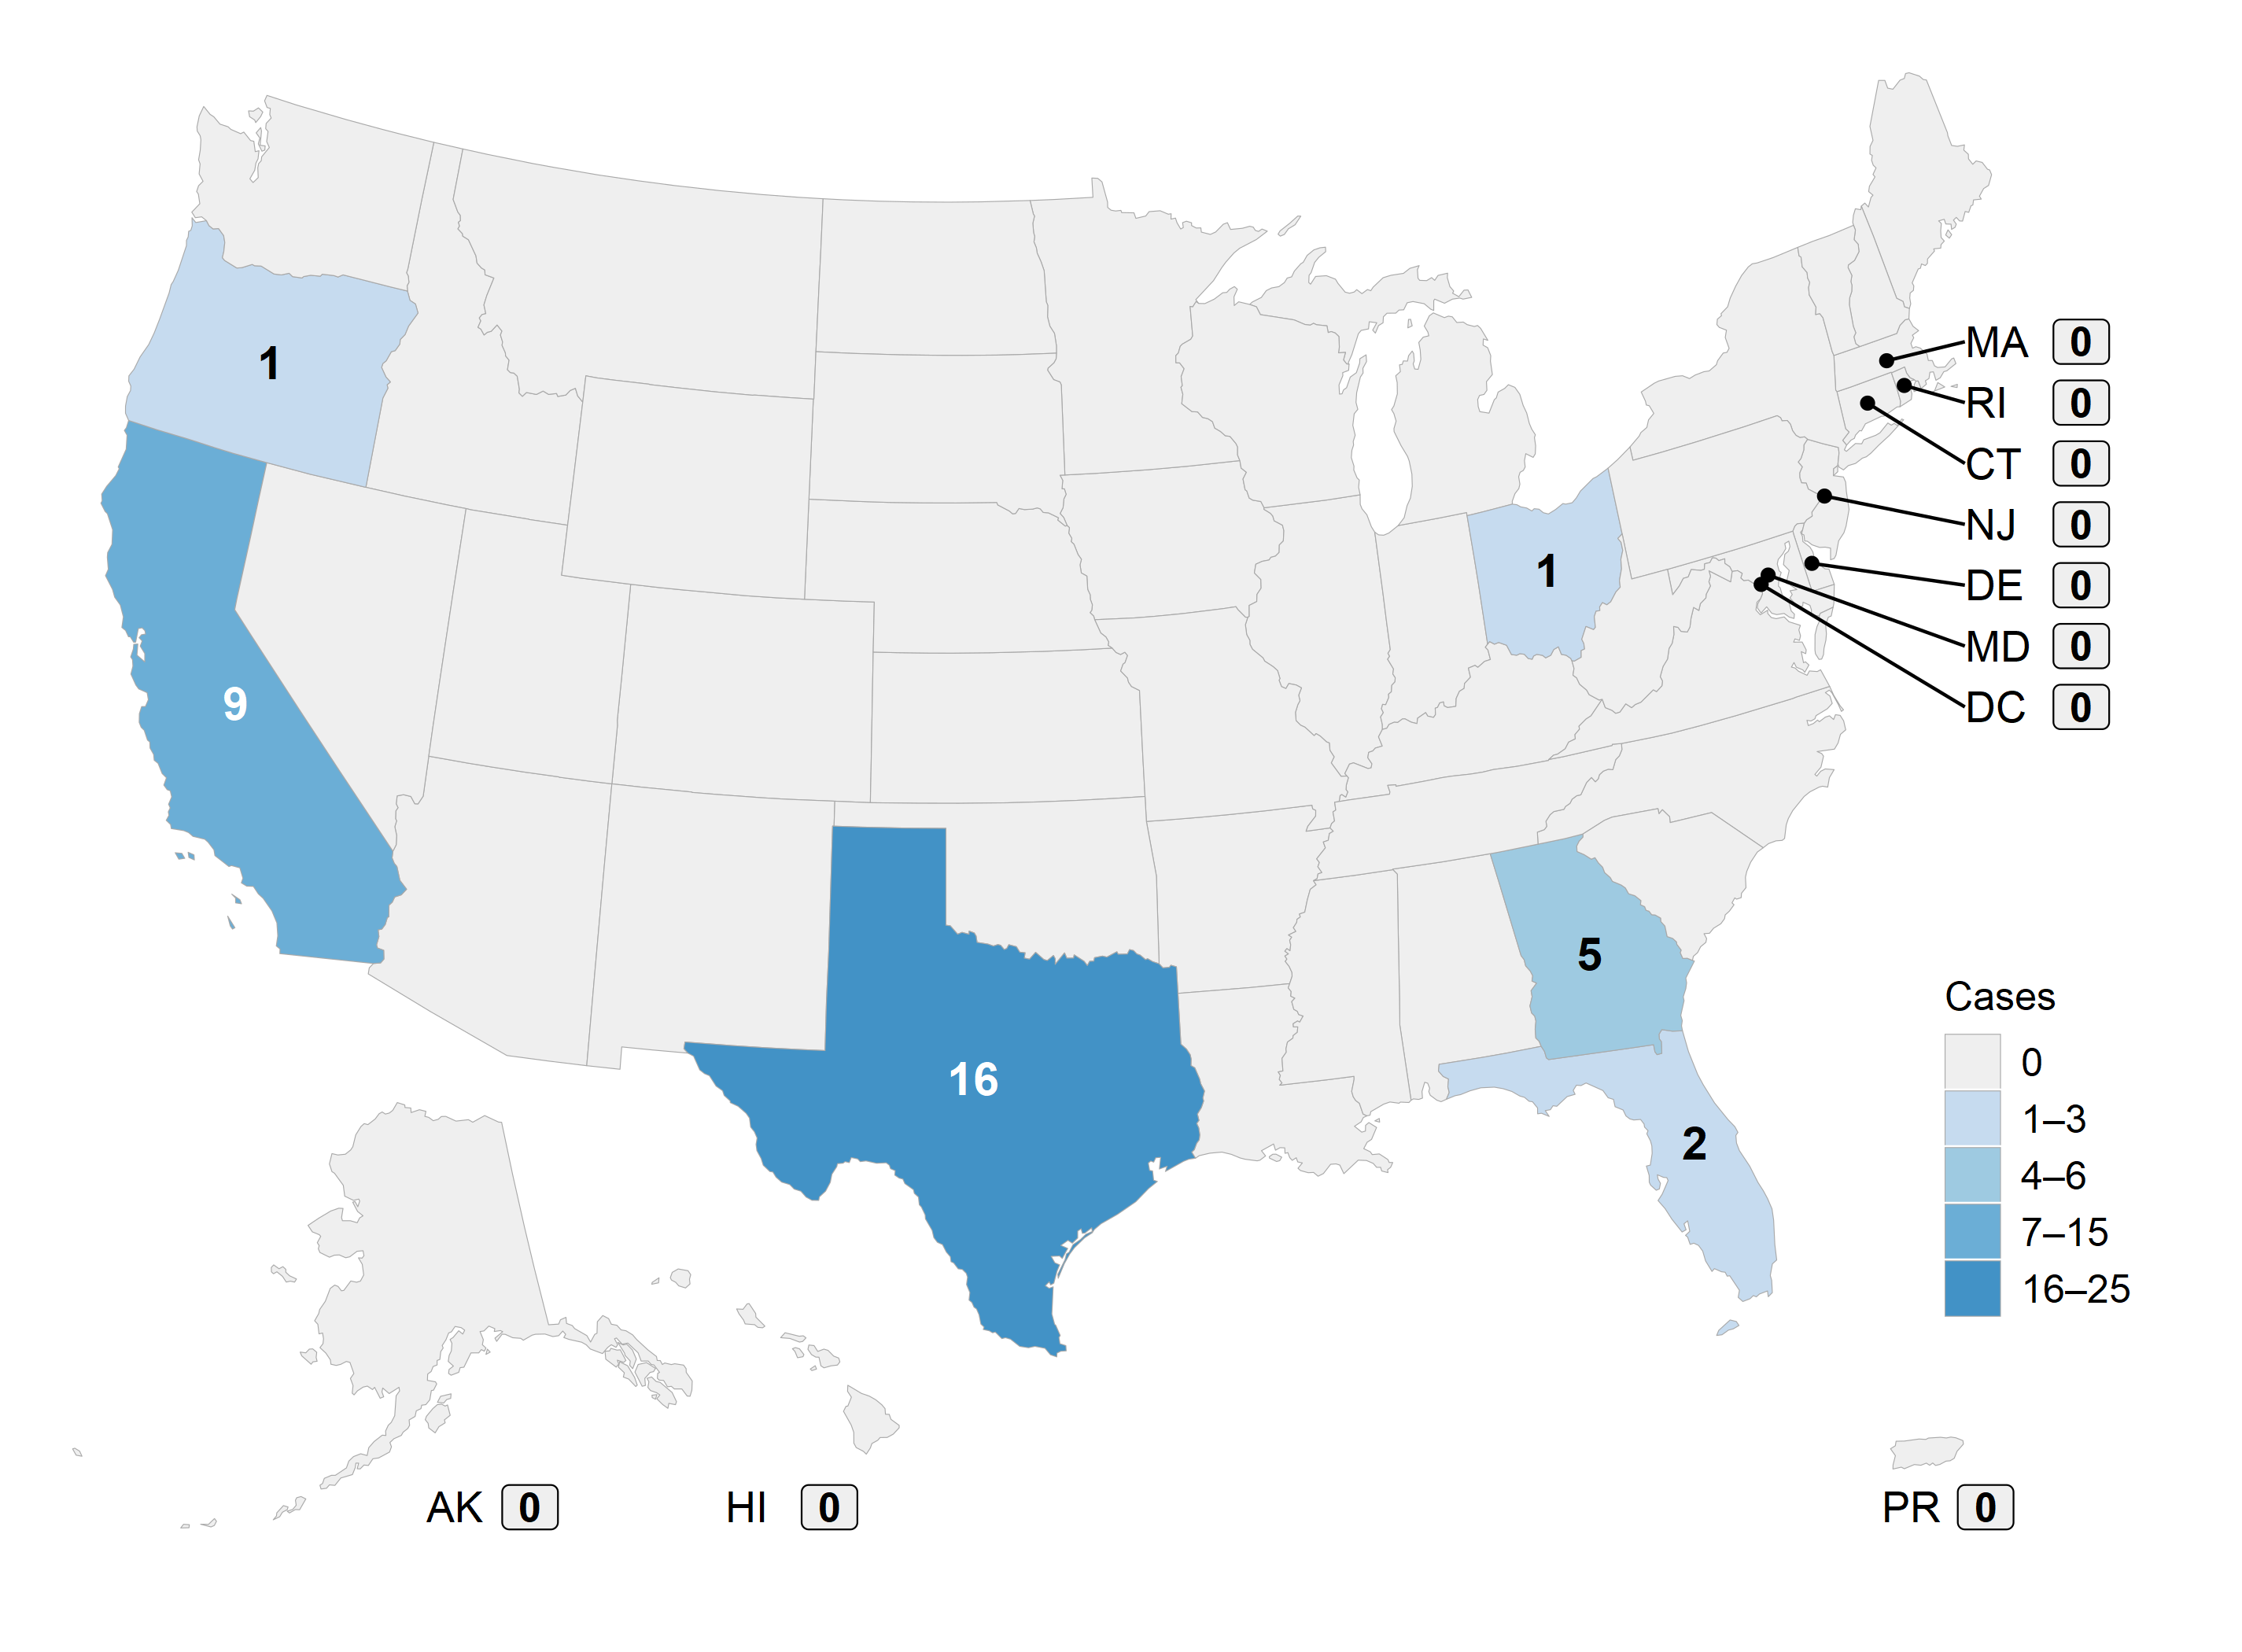 1
9
16
1
5
2
MA 0
RI 0
CT 0
NJ 0
DE 0
MD 0
DC 0
Cases
0
1–3
4–6
7–15
16–25
AK 0
HI 0
PR 0